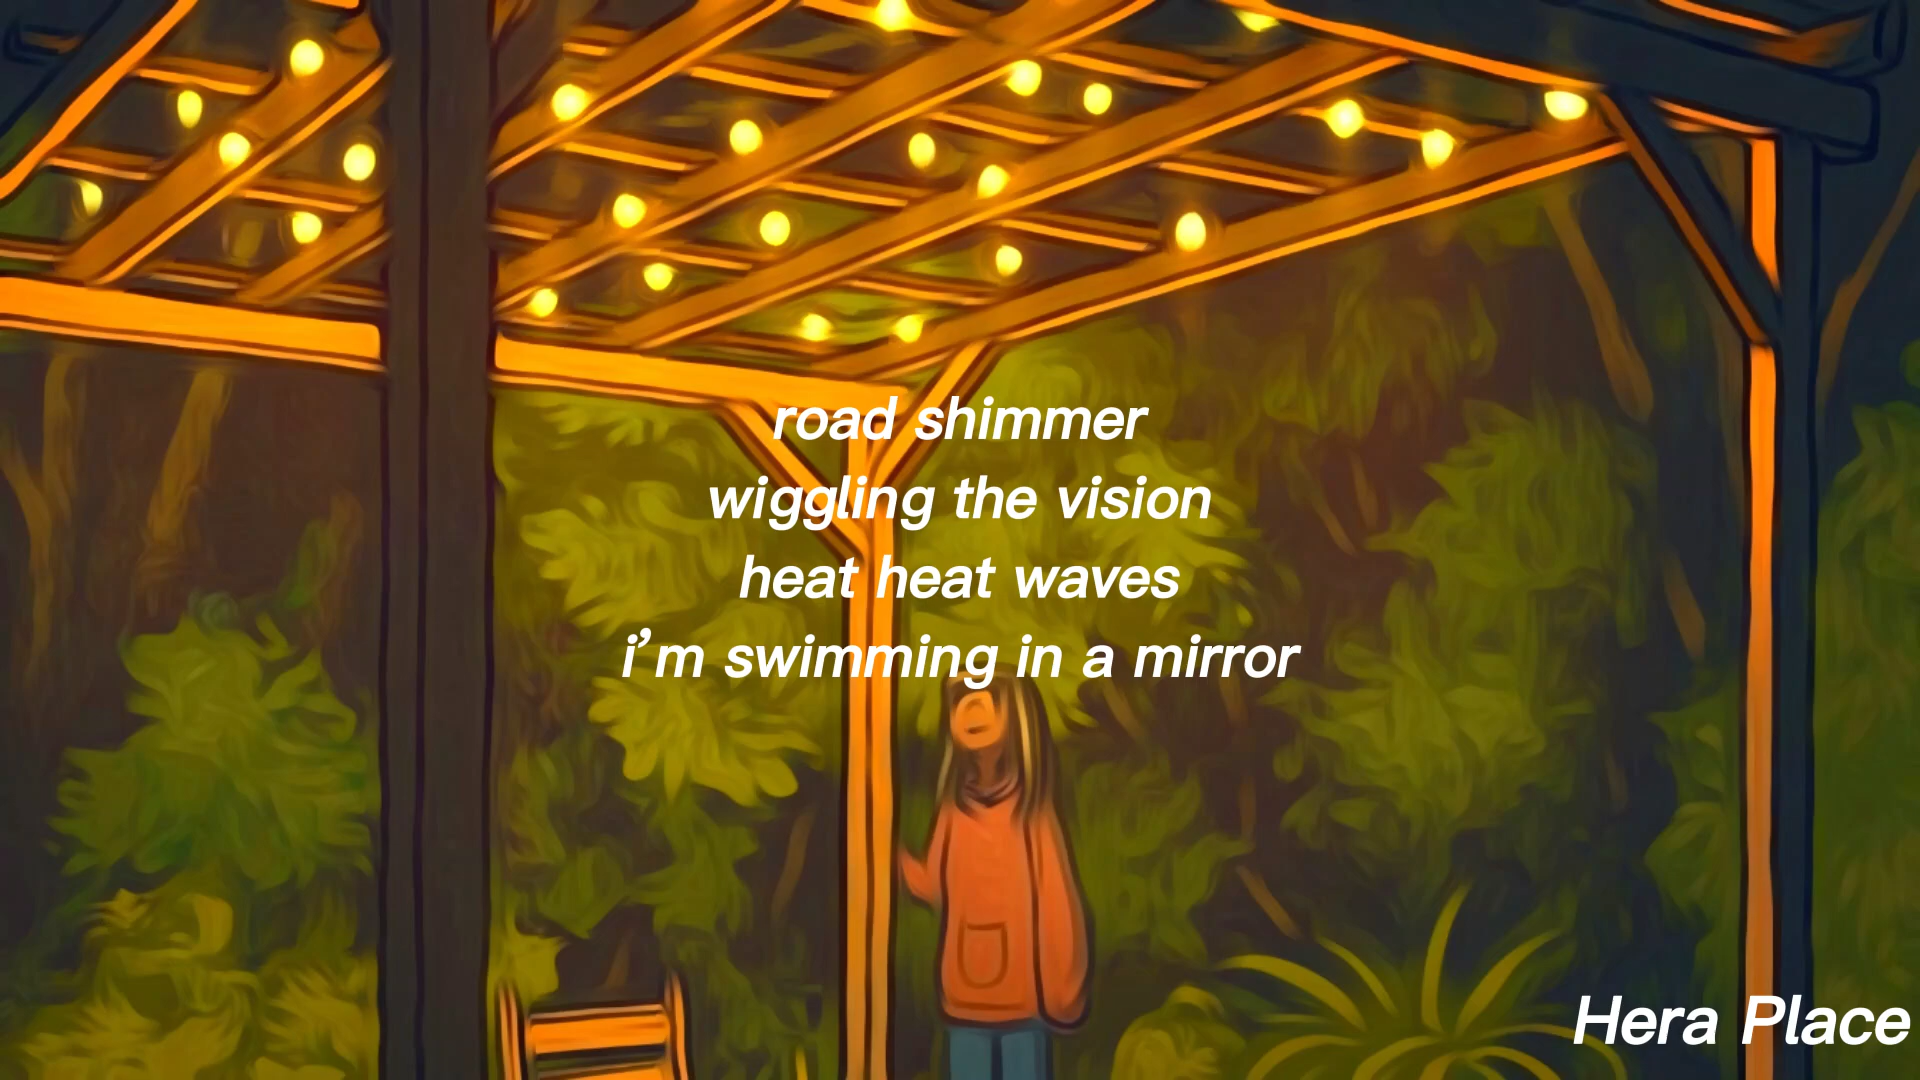 road shimmer
wiggling the vision
heat heat waves
i’m swimming in a mirror
Hera Place